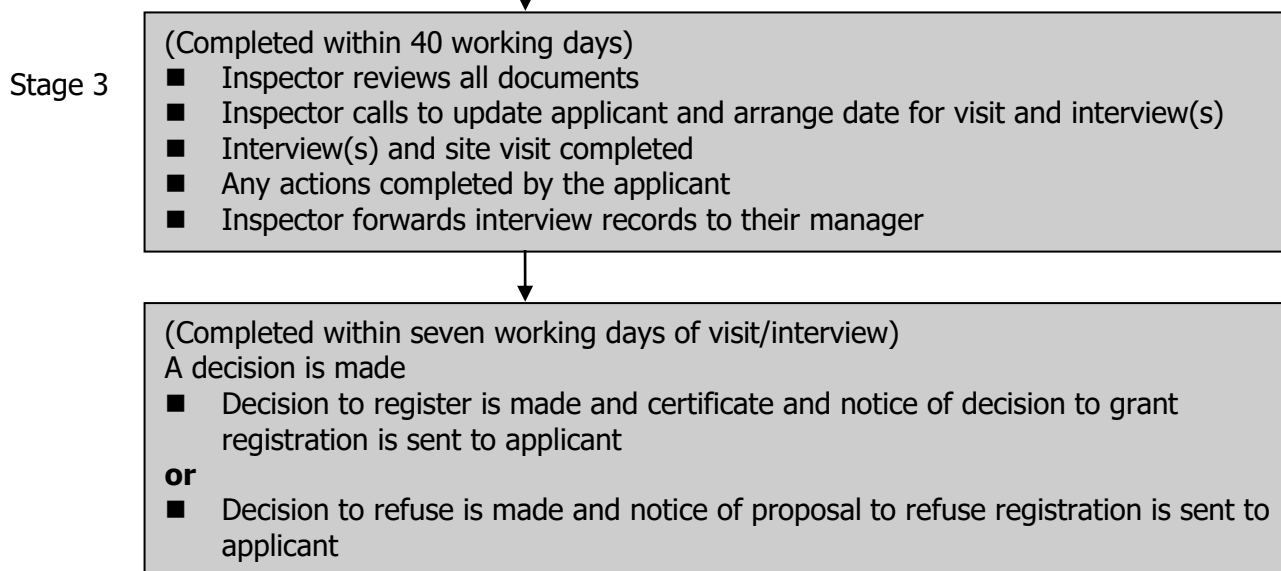 Stage 3
(Completed within 40 working days)
■ Inspector reviews all documents
■ Inspector calls to update applicant and arrange date for visit and interview(s)
■ Interview(s) and site visit completed
■ Any actions completed by the applicant
■ Inspector forwards interview records to their manager
(Completed within seven working days of visit/interview)
A decision is made
■ Decision to register is made and certificate and notice of decision to grant
registration is sent to applicant
or
■ Decision to refuse is made and notice of proposal to refuse registration is sent to
applicant